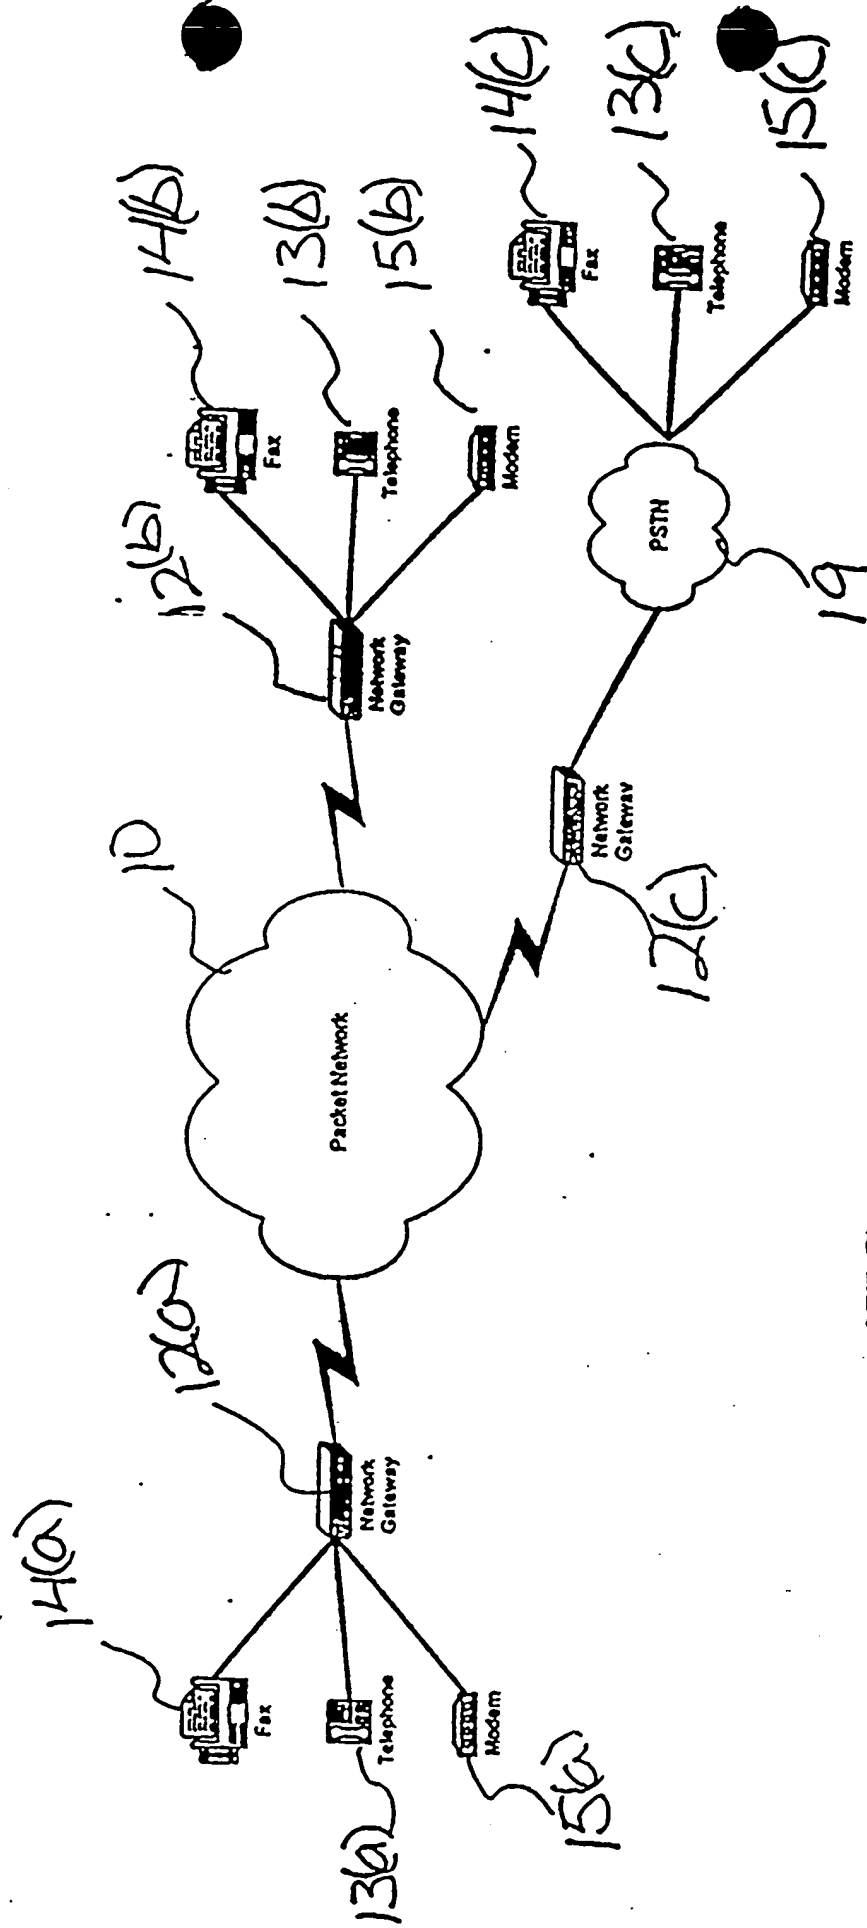 14(a)
Fax
13(a)
Telephone
15(a)
Modem
12(a)
Network
Gateway
10
Packet Network
12(b)
Network
Gateway
14(b)
Fax
13(b)
Telephone
15(b)
Modem
12(c)
Network
Gateway
PSTN
19
14(c)
Fax
13(c)
Telephone
15(c)
Modem